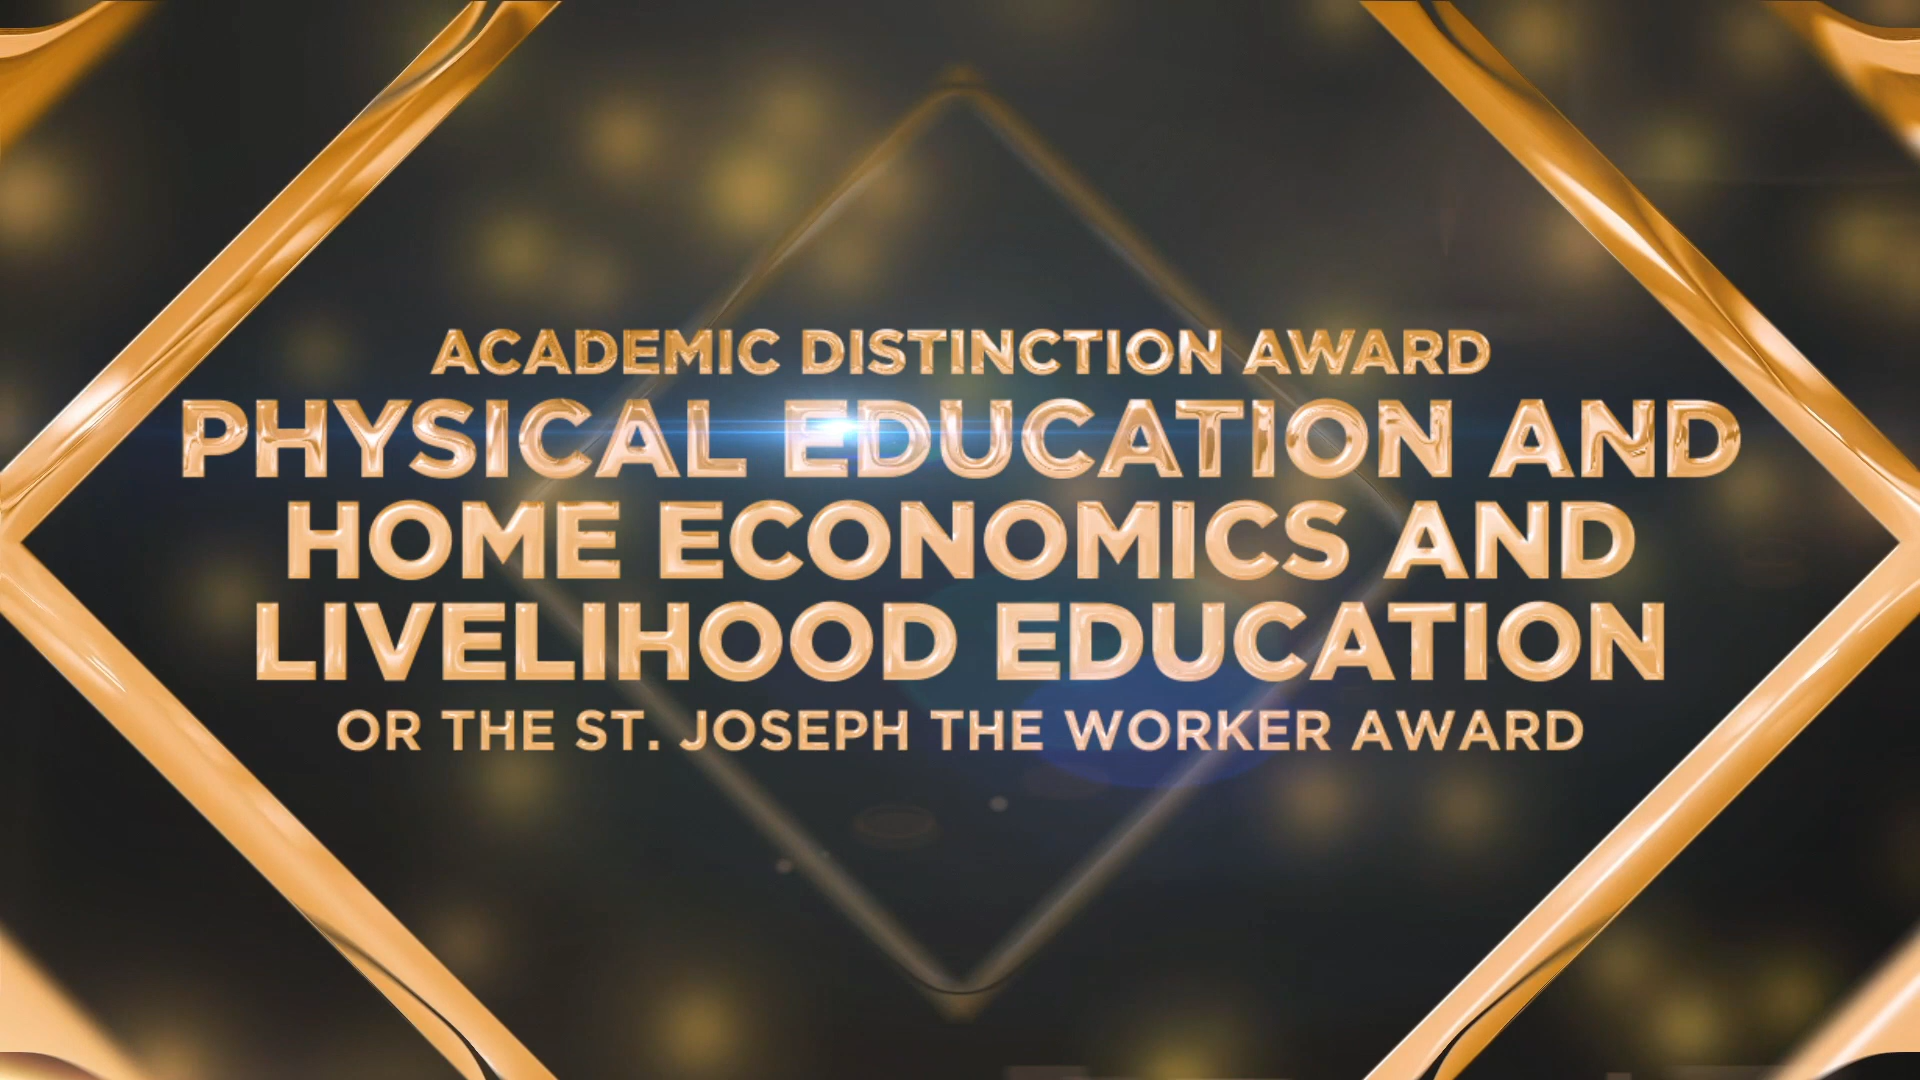 ACADEMIC DISTINCTION AWARD
PHYSICAL EDUCATION AND
HOME ECONOMICS AND
LIVELIHOOD EDUCATION
OR THE ST. JOSEPH THE WORKER AWARD